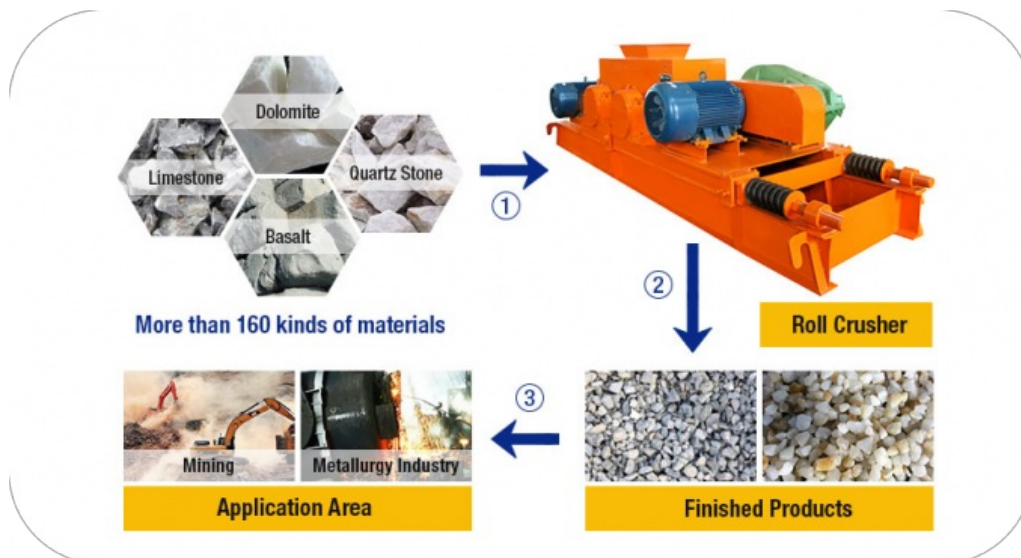 Dolomite
Limestone
Quartz Stone
Basalt
More than 160 kinds of materials
①
②
Roll Crusher
③
Mining
Metallurgy Industry
Application Area
Finished Products